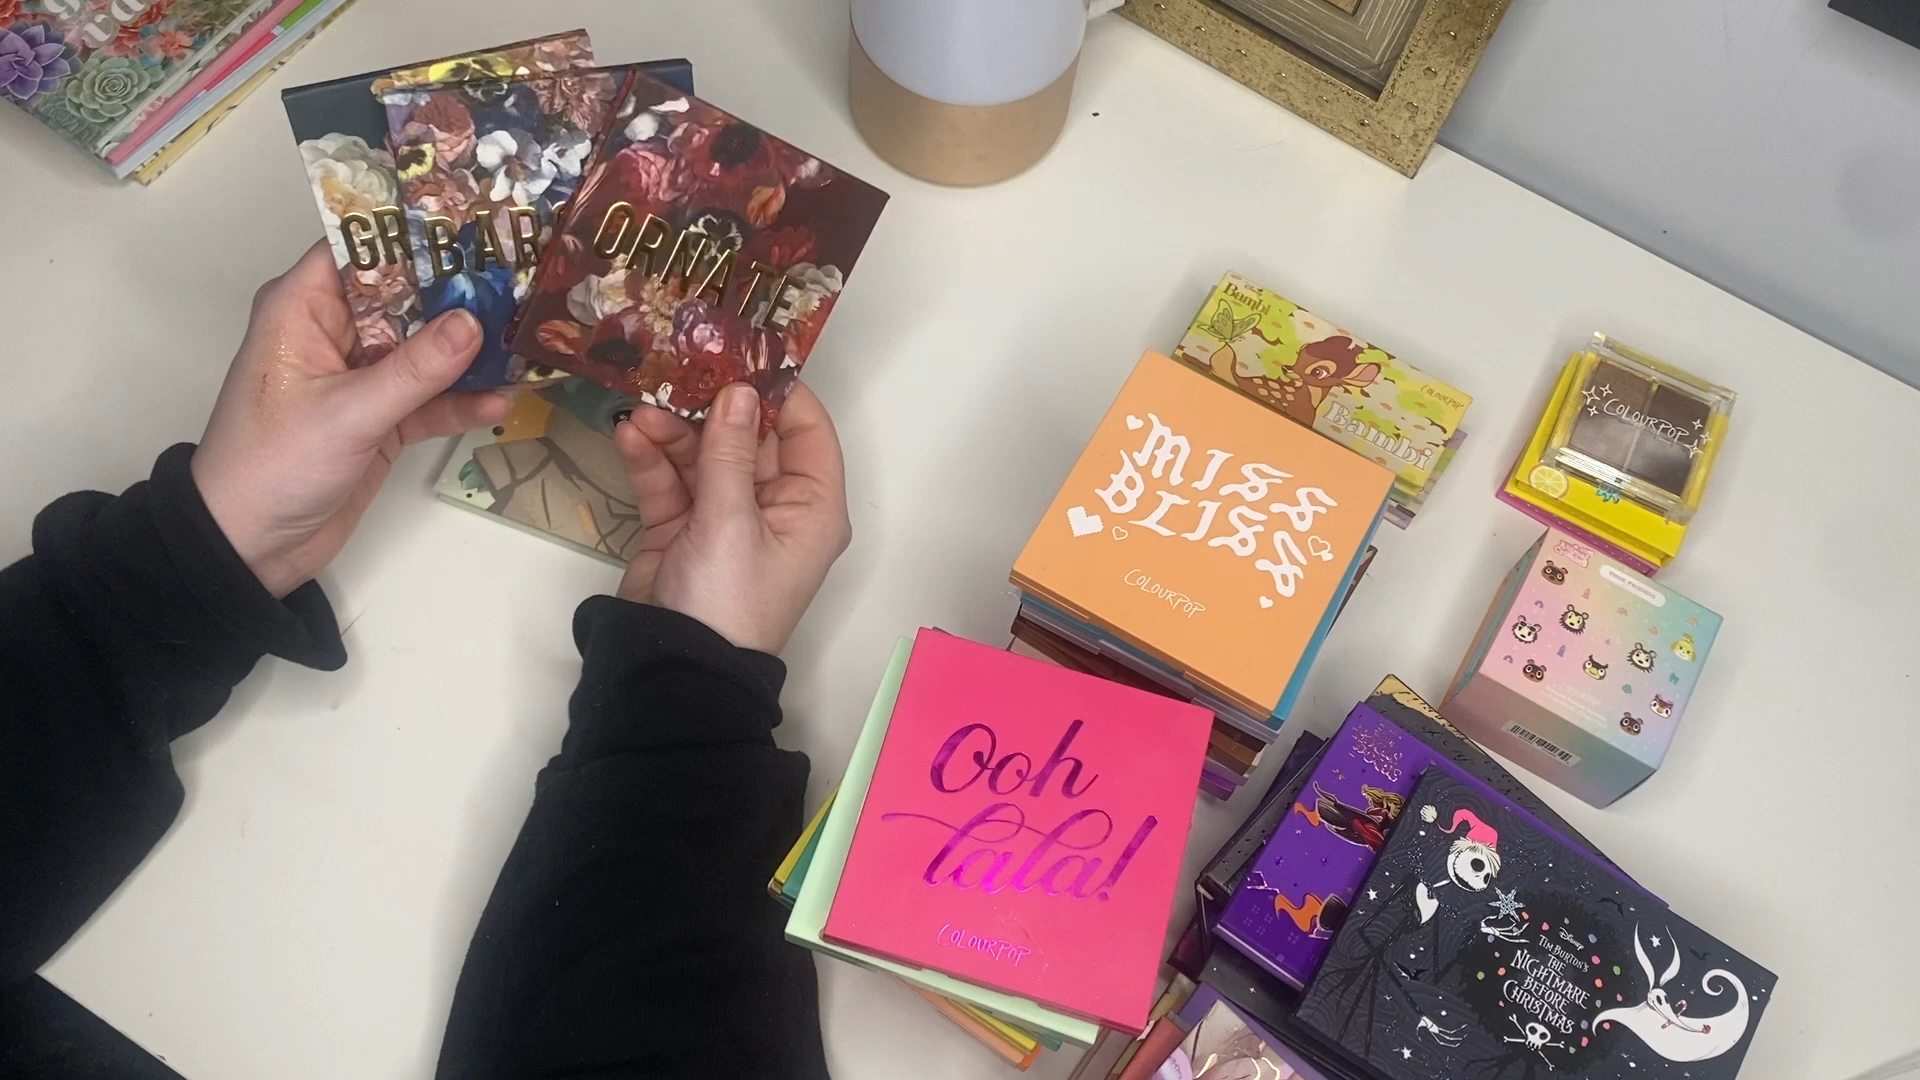 GR
BAR
ORNATE
Bambi
COLOURPOP
Bambi
MISS
BLISS
COLOURPOP
COLOURPOP
Ooh
lala!
COLOURPOP
Disney
TIM BURTON'S
THE
NIGHTMARE
BEFORE
CHRISTMAS